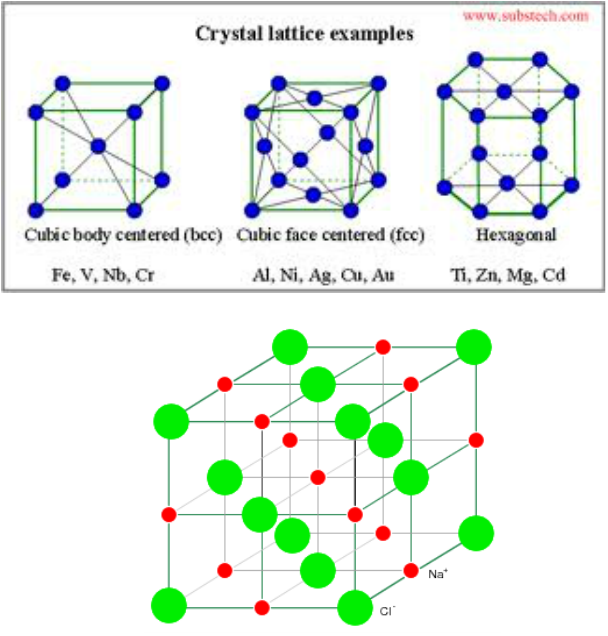 www.substech.com
Crystal lattice examples
Cubic body centered (bcc) Cubic face centered (fcc) Hexagonal
Fe, V, Nb, Cr Al, Ni, Ag, Cu, Au Ti, Zn, Mg, Cd
Na⁺
Cl⁻